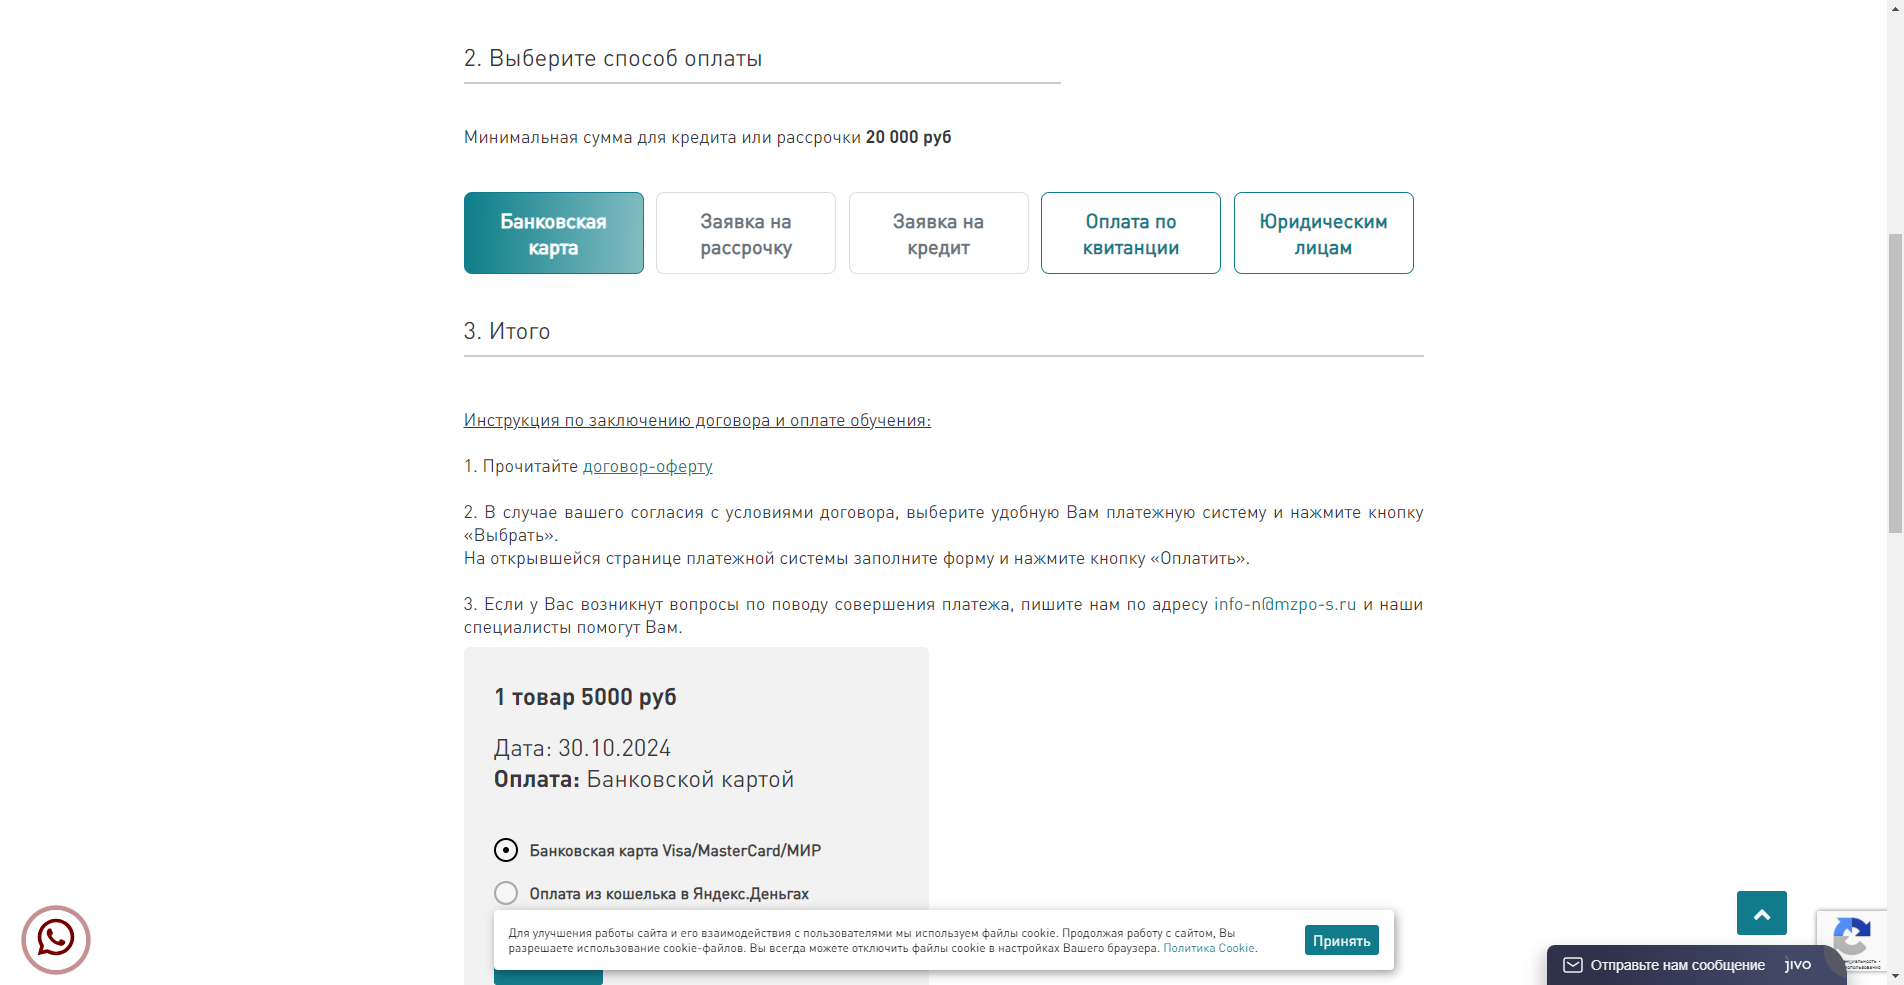 2. Выберите способ оплаты
Минимальная сумма для кредита или рассрочки 20 000 руб
Банковская
карта
Заявка на
рассрочку
Заявка на
кредит
Оплата по
квитанции
Юридическим
лицам
3. Итого
Инструкция по заключению договора и оплате обучения:
1. Прочитайте договор-оферту
2. В случае вашего согласия с условиями договора, выберите удобную Вам платежную систему и нажмите кнопку
«Выбрать».
На открывшейся странице платежной системы заполните форму и нажмите кнопку «Оплатить».
3. Если у Вас возникнут вопросы по поводу совершения платежа, пишите нам по адресу info-n@mzpo-s.ru и наши
специалисты помогут Вам.
1 товар 5000 руб
Дата: 30.10.2024
Оплата: Банковской картой
Банковская карта Visa/MasterCard/МИР
Оплата из кошелька в Яндекс.Деньгах
Для улучшения работы сайта и его взаимодействия с пользователями мы используем файлы cookie. Продолжая работу с сайтом, Вы
разрешаете использование cookie-файлов. Вы всегда можете отключить файлы cookie в настройках Вашего браузера. Политика Cookie.
Принять
Отправьте нам сообщение
jivo